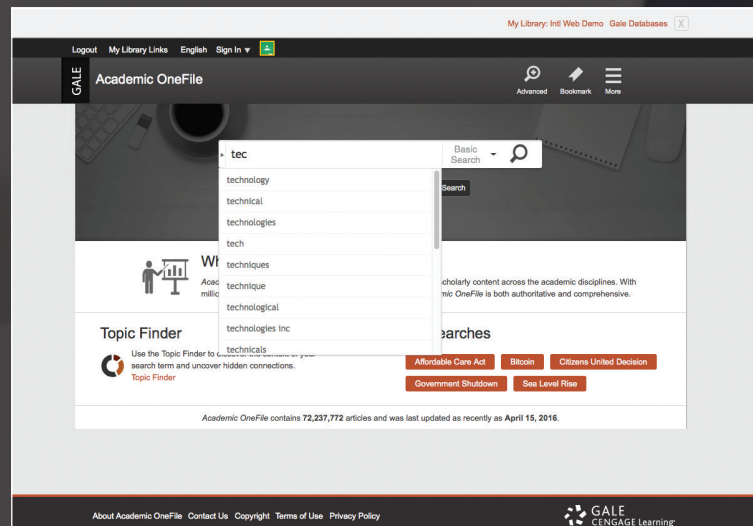 My Library: Intl Web Demo Gale Databases X
Logout My Library Links English Sign In
GALE Academic OneFile
Advanced Bookmark More
tec Basic Search
Search
technology
technical
technologies
tech
techniques
technique
technological
technologies inc
technicals
Wh
Acad cholarly content across the academic disciplines. With
millio mic OneFile is both authoritative and comprehensive.
Topic Finder earches
Use the Topic Finder to
search term and uncover hidden connections.
Topic Finder
Affordable Care Act Bitcoin Citizens United Decision
Government Shutdown Sea Level Rise
Academic OneFile contains 72,237,772 articles and was last updated as recently as April 15, 2016.
About Academic OneFile Contact Us Copyright Terms of Use Privacy Policy
GALE
CENGAGE Learning